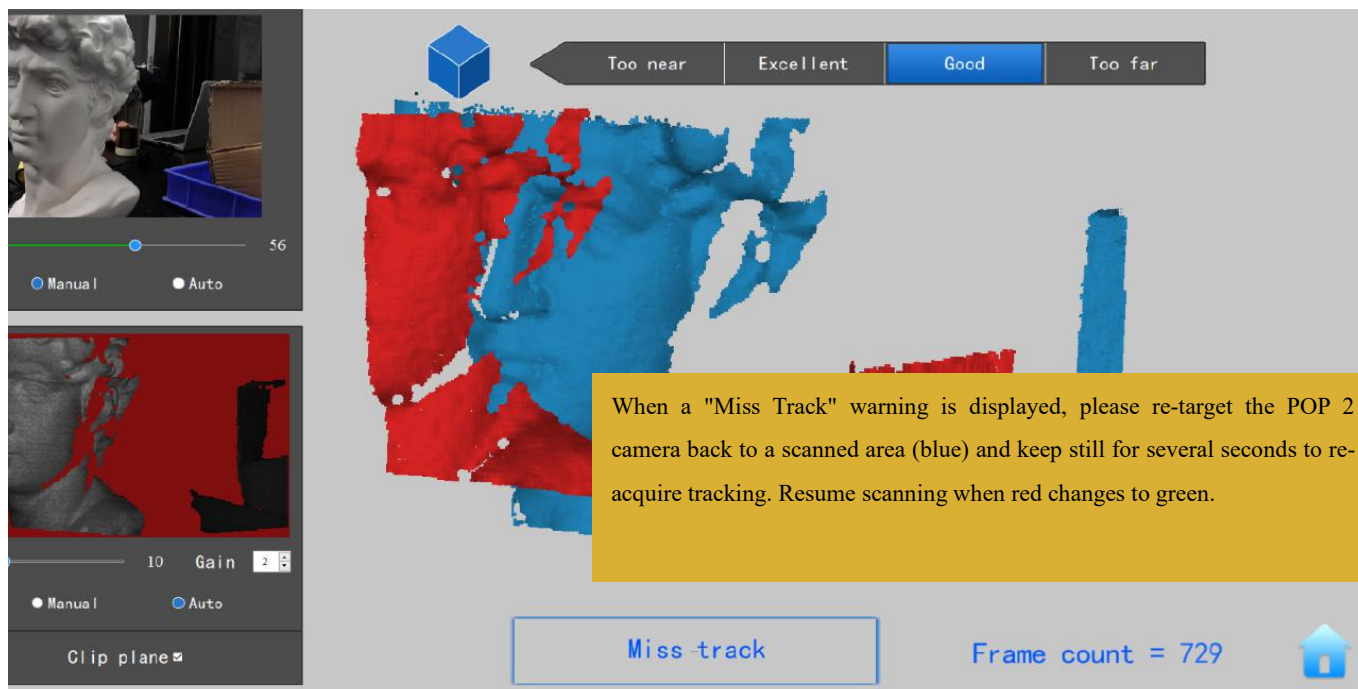 Too near Excellent Good Too far
56
Manual Auto
When a "Miss Track" warning is displayed, please re-target the POP 2
camera back to a scanned area (blue) and keep still for several seconds to re-
acquire tracking. Resume scanning when red changes to green.
10 Gain 2
Manual Auto
Clip plane
Miss track
Frame count = 729